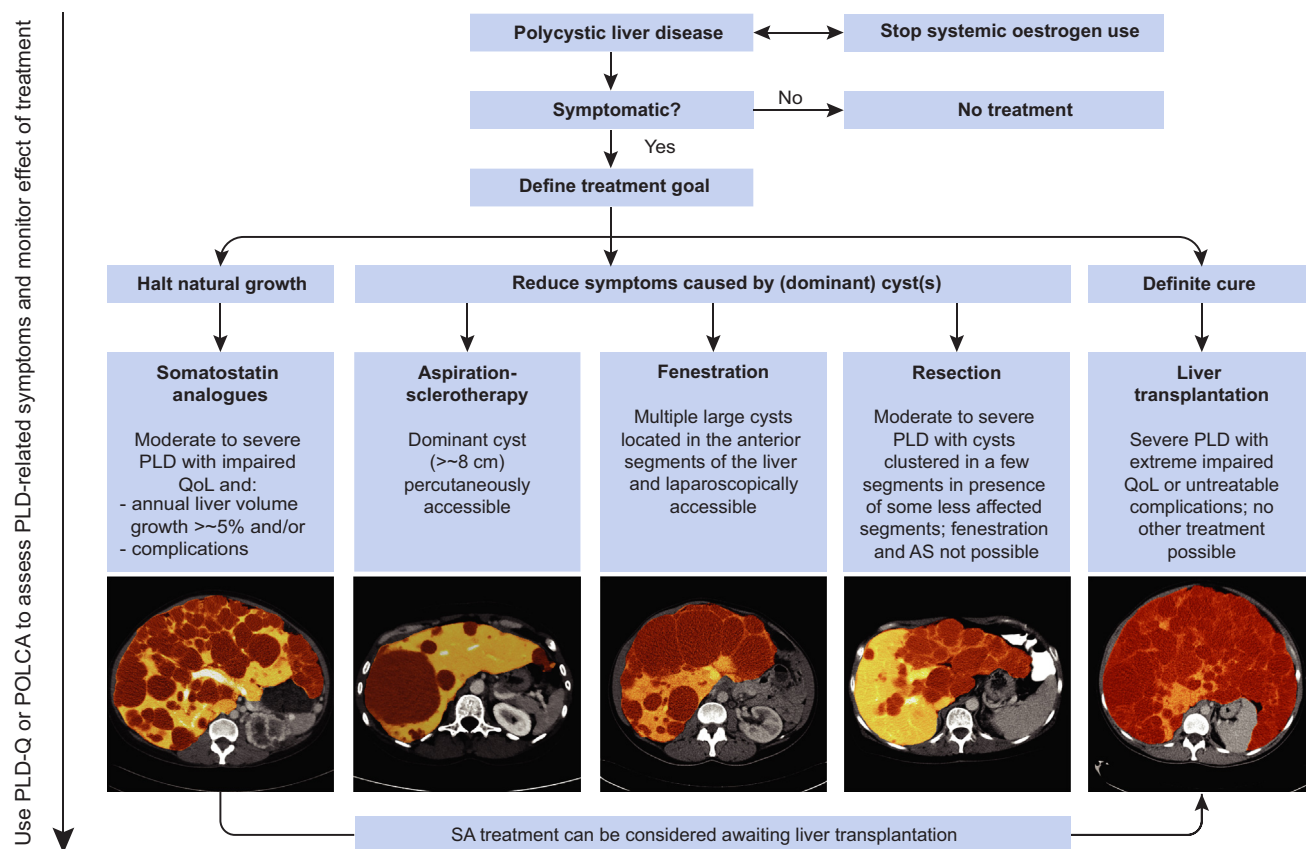 Use PLD-Q or POLCA to assess PLD-related symptoms and monitor effect of treatment
Polycystic liver disease
Stop systemic oestrogen use
Symptomatic?
No
No treatment
Yes
Define treatment goal
Halt natural growth
Reduce symptoms caused by (dominant) cyst(s)
Definite cure
Somatostatin
analogues
Moderate to severe
PLD with impaired
QoL and:
- annual liver volume
growth >~5% and/or
- complications
Aspiration-
sclerotherapy
Dominant cyst
(>~8 cm)
percutaneously
accessible
Fenestration
Multiple large cysts
located in the anterior
segments of the liver
and laparoscopically
accessible
Resection
Moderate to severe
PLD with cysts
clustered in a few
segments in presence
of some less affected
segments; fenestration
and AS not possible
Liver
transplantation
Severe PLD with
extreme impaired
QoL or untreatable
complications; no
other treatment
possible
SA treatment can be considered awaiting liver transplantation